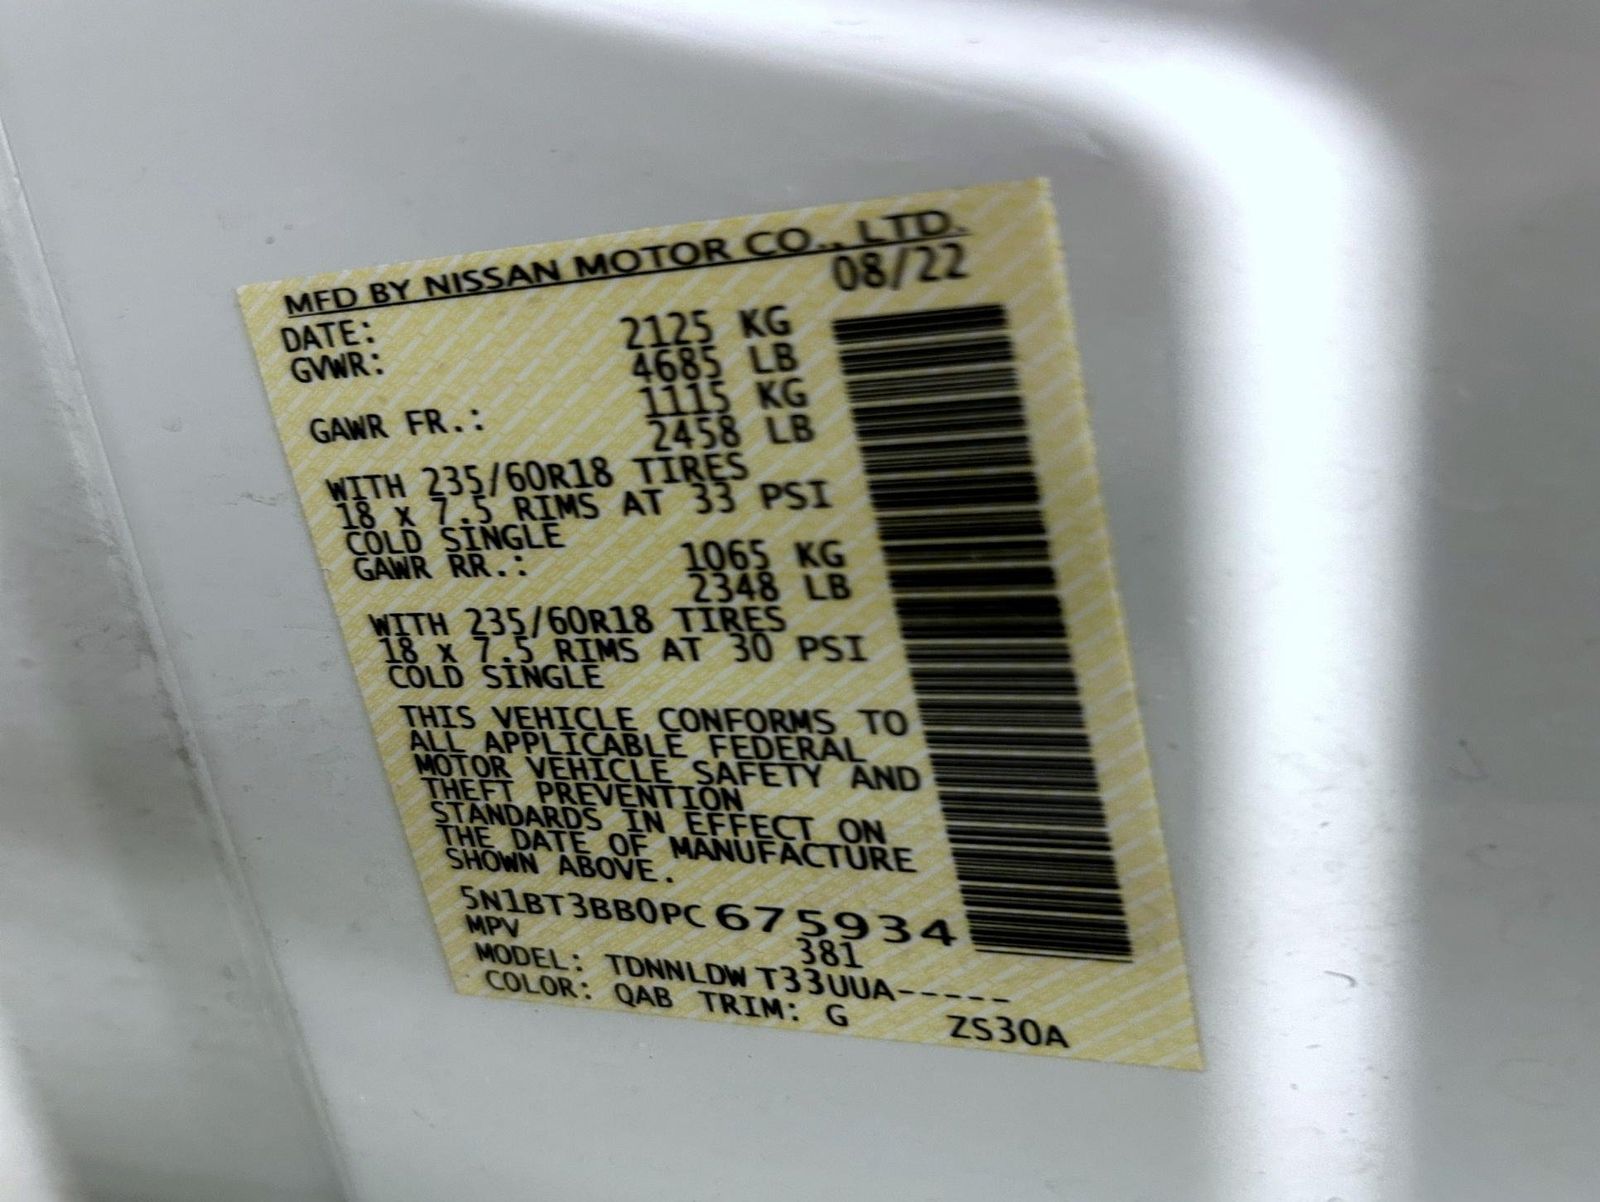 MFD BY NISSAN MOTOR CO., LTD.
DATE: 08/22
GVWR: 2125 KG
4685 LB
GAWR FR.: 1115 KG
2458 LB
WITH 235/60R18 TIRES
18 x 7.5 RIMS AT 33 PSI
COLD SINGLE
GAWR RR.: 1065 KG
2348 LB
WITH 235/60R18 TIRES
18 x 7.5 RIMS AT 30 PSI
COLD SINGLE
THIS VEHICLE CONFORMS TO
ALL APPLICABLE FEDERAL
MOTOR VEHICLE SAFETY AND
THEFT PREVENTION
STANDARDS IN EFFECT ON
THE DATE OF MANUFACTURE
SHOWN ABOVE.
5N1BT3BB0PC675934
MPV 381
MODEL: TDNNLDW T33UUA-----
COLOR: QAB TRIM: G ZS30A